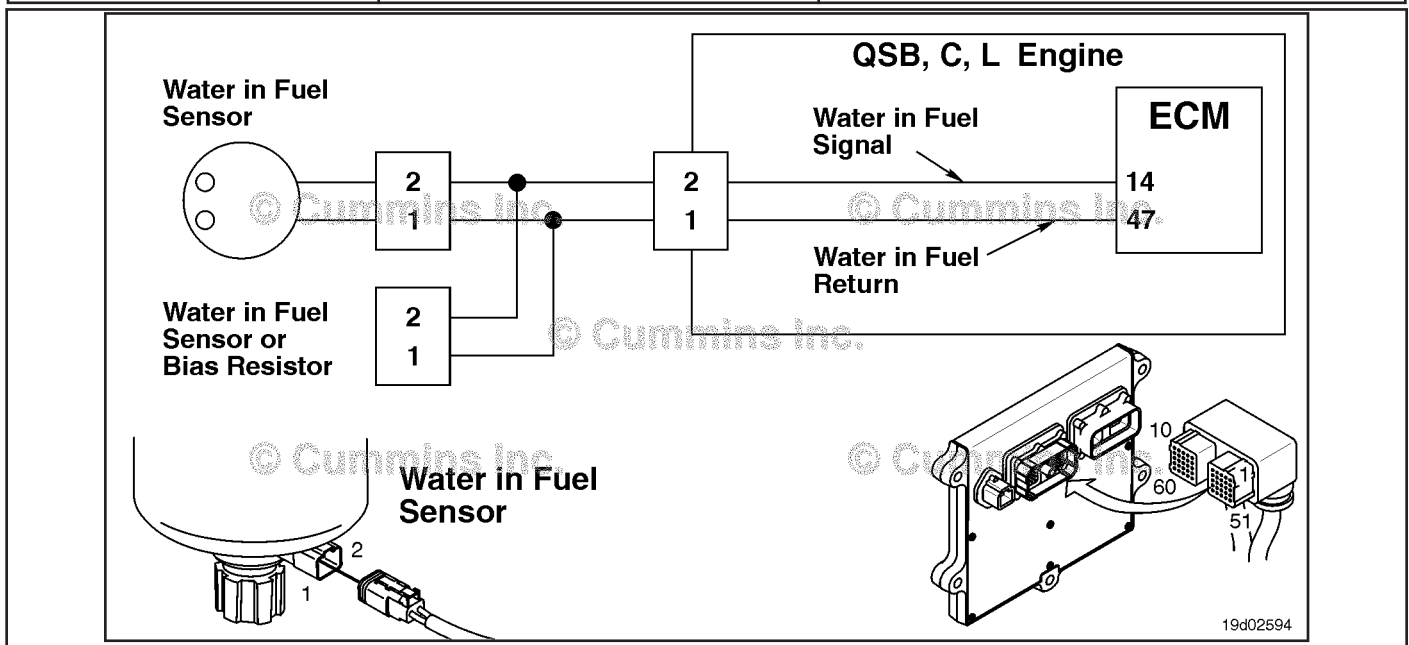 QSB, C, L Engine
Water in Fuel
Sensor
Water in Fuel
Signal
ECM
2
2
14
© Cummins Inc.
© Cummins Inc.
1
1
47
Water in Fuel
Return
Water in Fuel
Sensor or
Bias Resistor
2
1
© Cummins Inc.
© Cummins Inc.
Water in Fuel
Sensor
2
1
© Cummins Inc.
10
60
1
51
19d02594